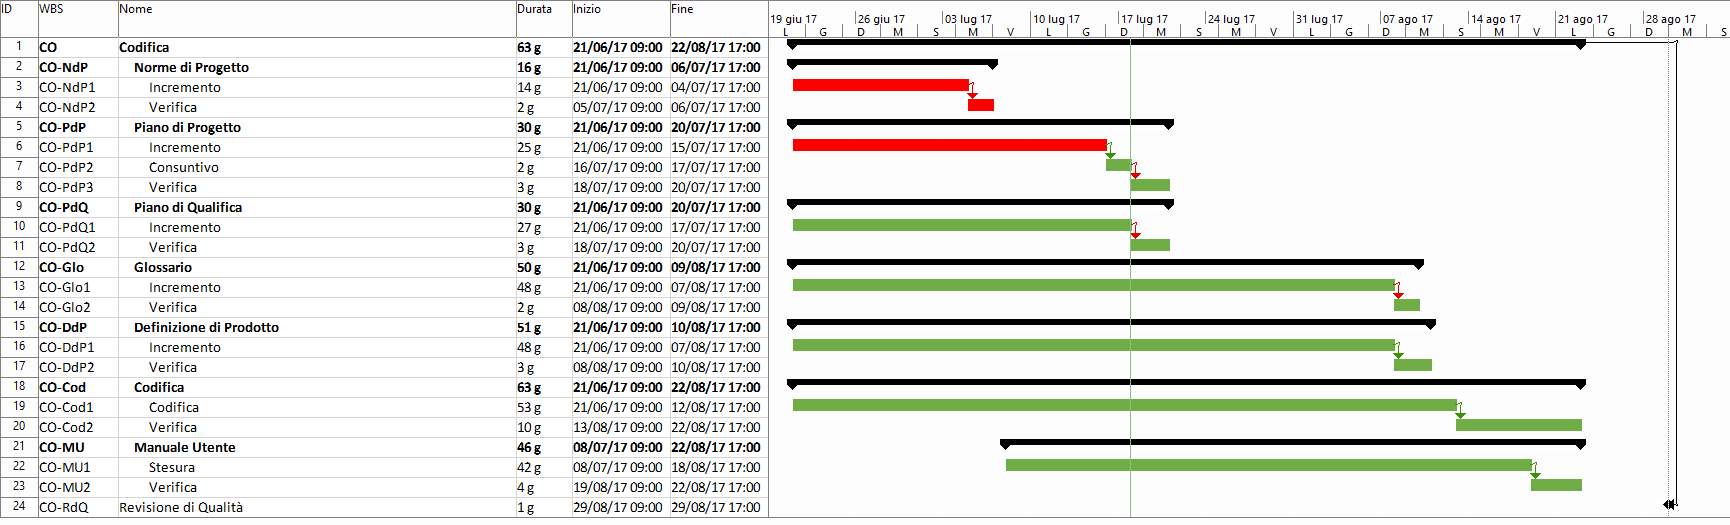 ID WBS Nome Durata Inizio Fine
19 giu 17 26 giu 17 03 lug 17 10 lug 17 17 lug 17 24 lug 17 31 lug 17 07 ago 17 14 ago 17 21 ago 17 28 ago 17
L G D M S M V L G D M S M V L G D M S M V L G D M S
1 CO Codifica 63 g 21/06/17 09:00 22/08/17 17:00
2 CO-NdP Norme di Progetto 16 g 21/06/17 09:00 06/07/17 17:00
3 CO-NdP1 Incremento 14 g 21/06/17 09:00 04/07/17 17:00
4 CO-NdP2 Verifica 2 g 05/07/17 09:00 06/07/17 17:00
5 CO-PdP Piano di Progetto 30 g 21/06/17 09:00 20/07/17 17:00
6 CO-PdP1 Incremento 25 g 21/06/17 09:00 15/07/17 17:00
7 CO-PdP2 Consuntivo 2 g 16/07/17 09:00 17/07/17 17:00
8 CO-PdP3 Verifica 3 g 18/07/17 09:00 20/07/17 17:00
9 CO-PdQ Piano di Qualifica 30 g 21/06/17 09:00 20/07/17 17:00
10 CO-PdQ1 Incremento 27 g 21/06/17 09:00 17/07/17 17:00
11 CO-PdQ2 Verifica 3 g 18/07/17 09:00 20/07/17 17:00
12 CO-Glo Glossario 50 g 21/06/17 09:00 09/08/17 17:00
13 CO-Glo1 Incremento 48 g 21/06/17 09:00 07/08/17 17:00
14 CO-Glo2 Verifica 2 g 08/08/17 09:00 09/08/17 17:00
15 CO-DdP Definizione di Prodotto 51 g 21/06/17 09:00 10/08/17 17:00
16 CO-DdP1 Incremento 48 g 21/06/17 09:00 07/08/17 17:00
17 CO-DdP2 Verifica 3 g 08/08/17 09:00 10/08/17 17:00
18 CO-Cod Codifica 63 g 21/06/17 09:00 22/08/17 17:00
19 CO-Cod1 Codifica 53 g 21/06/17 09:00 12/08/17 17:00
20 CO-Cod2 Verifica 10 g 13/08/17 09:00 22/08/17 17:00
21 CO-MU Manuale Utente 46 g 08/07/17 09:00 22/08/17 17:00
22 CO-MU1 Stesura 42 g 08/07/17 09:00 18/08/17 17:00
23 CO-MU2 Verifica 4 g 19/08/17 09:00 22/08/17 17:00
24 CO-RdQ Revisione di Qualità 1 g 29/08/17 09:00 29/08/17 17:00